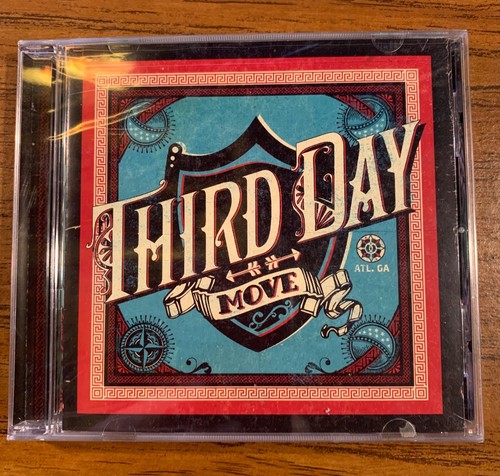 THIRD DAY
MOVE
ATL. GA